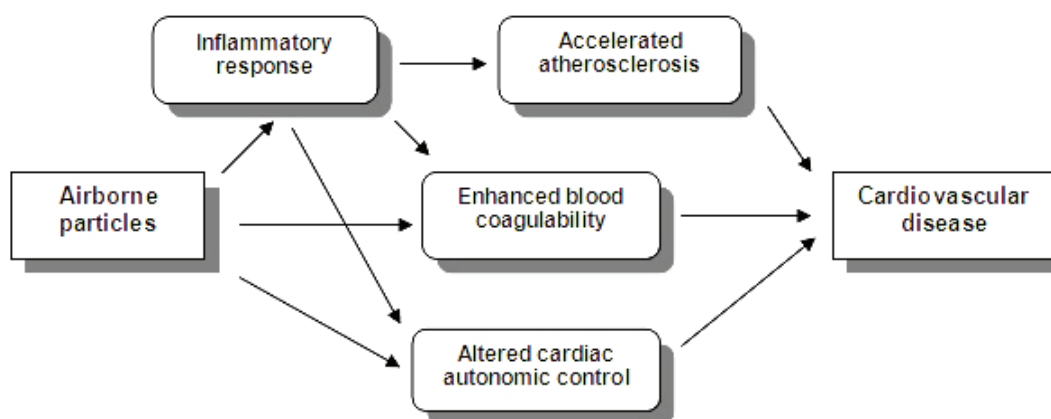 Inflammatory
response
Accelerated
atherosclerosis
Airborne
particles
Enhanced blood
coagulability
Cardiovascular
disease
Altered cardiac
autonomic control